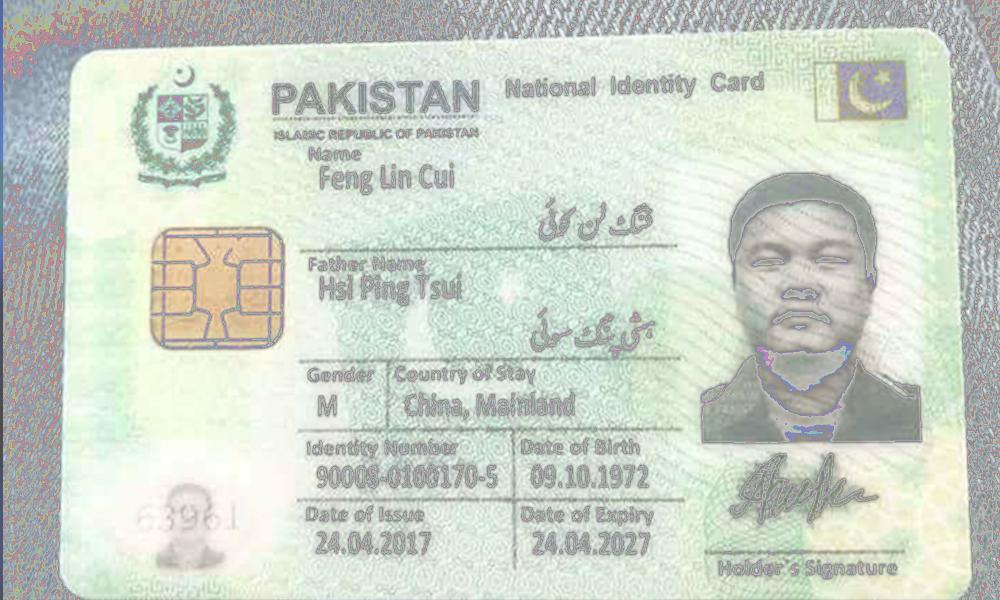 PAKISTAN National Identity Card
ISLAMIC REPUBLIC OF PAKISTAN
Name
Feng Lin Cui
فنگ لن کوئی
Father Name
Hsi Ping Tsui
ہشی پنگ سوئی
Gender Country of Stay
M China, Mainland
Identity Number Date of Birth
90008-0100170-5 09.10.1972
Date of Issue Date of Expiry
24.04.2017 24.04.2027
63961
Holder's Signature